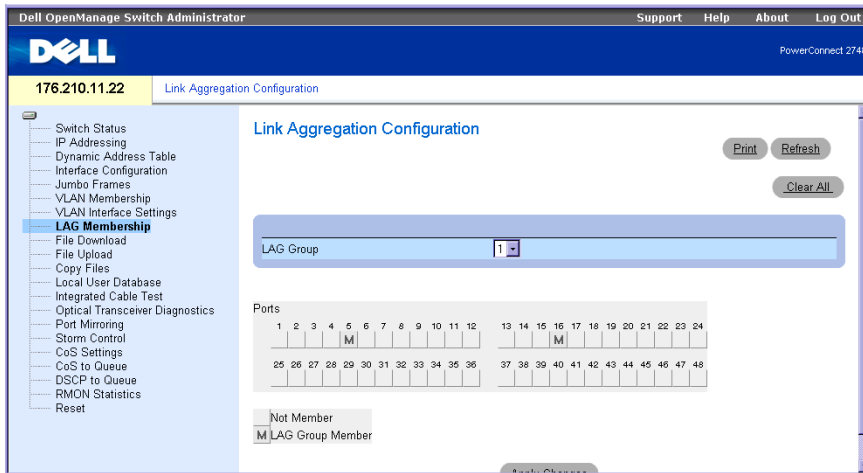 Dell OpenManage Switch Administrator Support Help About Log Out
DELL
PowerConnect 2748
176.210.11.22 Link Aggregation Configuration
Switch Status
IP Addressing
Dynamic Address Table
Interface Configuration
Jumbo Frames
VLAN Membership
VLAN Interface Settings
LAG Membership
File Download
File Upload
Copy Files
Local User Database
Integrated Cable Test
Optical Transceiver Diagnostics
Port Mirroring
Storm Control
CoS Settings
CoS to Queue
DSCP to Queue
RMON Statistics
Reset
Link Aggregation Configuration
Print Refresh
Clear All
LAG Group 1
Ports
1 2 3 4 5 6 7 8 9 10 11 12 13 14 15 16 17 18 19 20 21 22 23 24
M M
25 26 27 28 29 30 31 32 33 34 35 36 37 38 39 40 41 42 43 44 45 46 47 48
Not Member
M LAG Group Member
Apply Changes